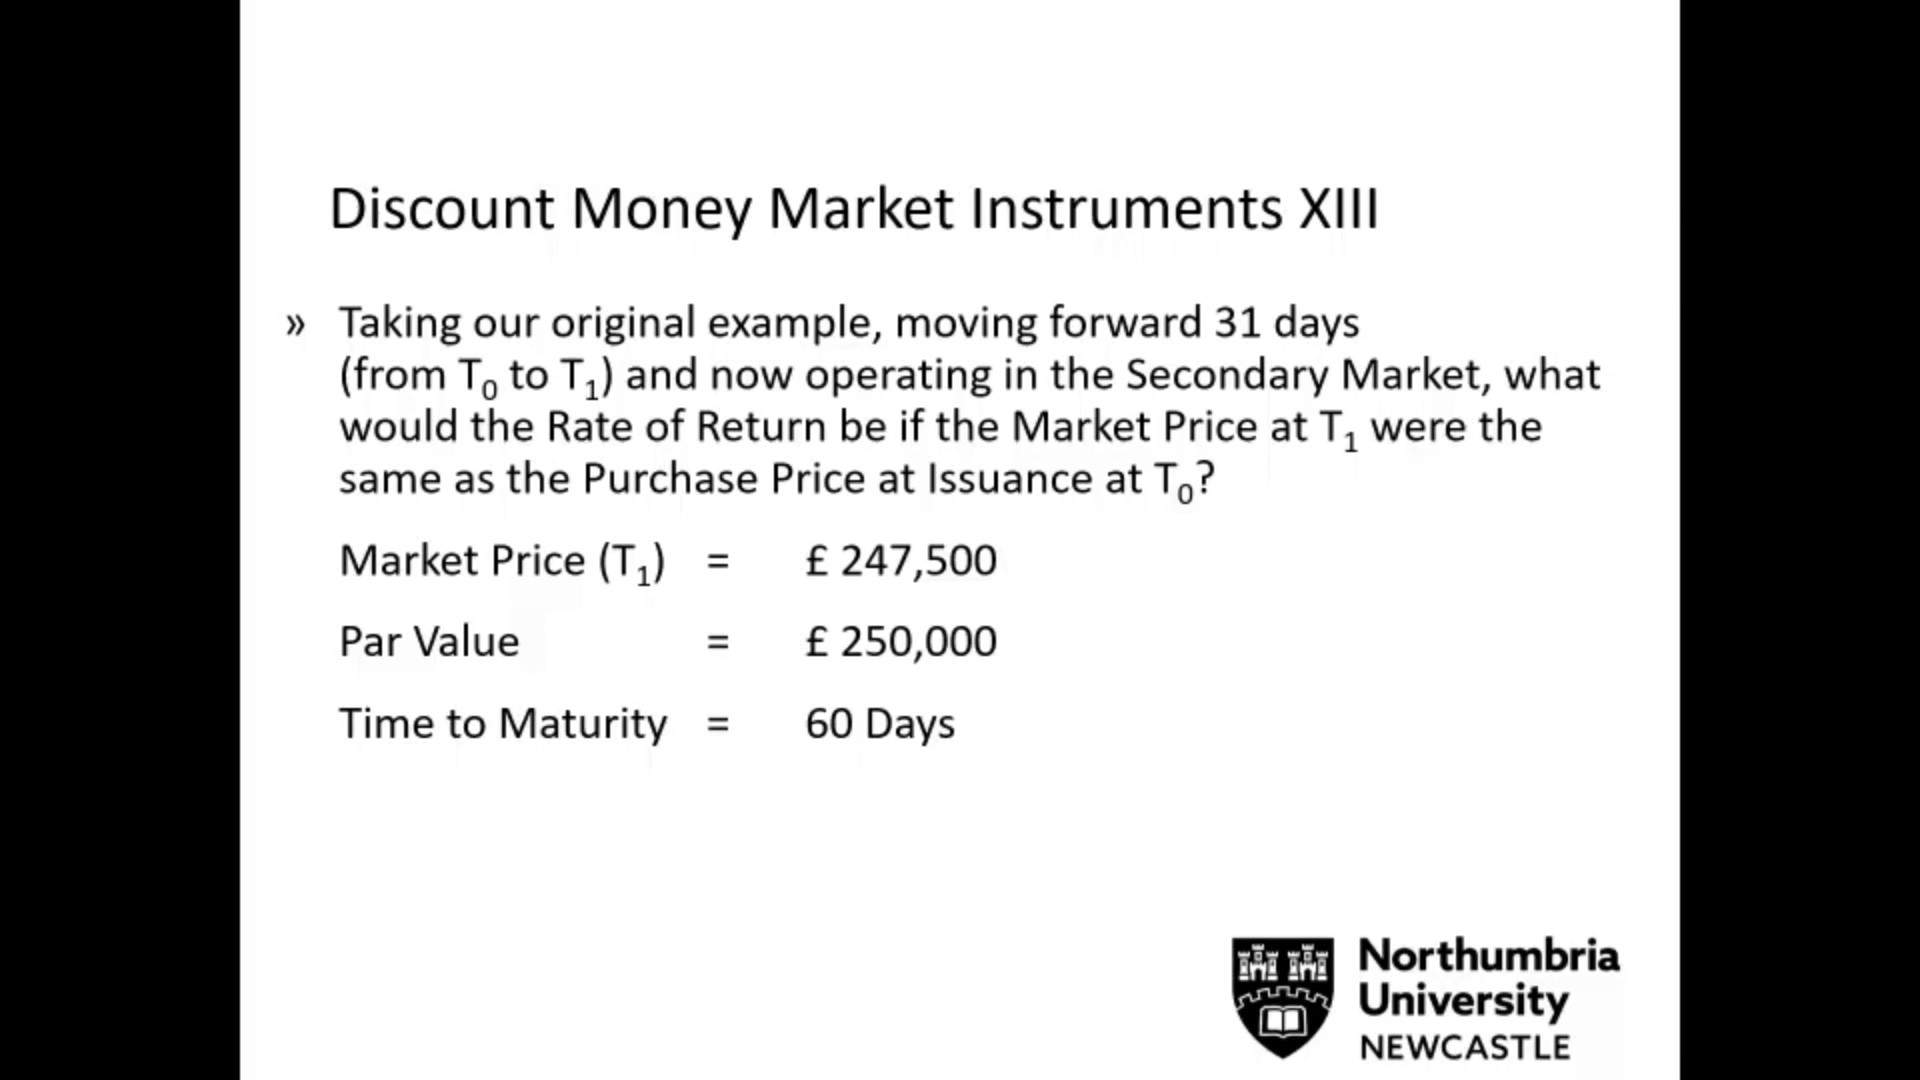 Discount Money Market Instruments XIII
» Taking our original example, moving forward 31 days
(from T₀ to T₁) and now operating in the Secondary Market, what
would the Rate of Return be if the Market Price at T₁ were the
same as the Purchase Price at Issuance at T₀?
Market Price (T₁) = £ 247,500
Par Value = £ 250,000
Time to Maturity = 60 Days
Northumbria
University
NEWCASTLE